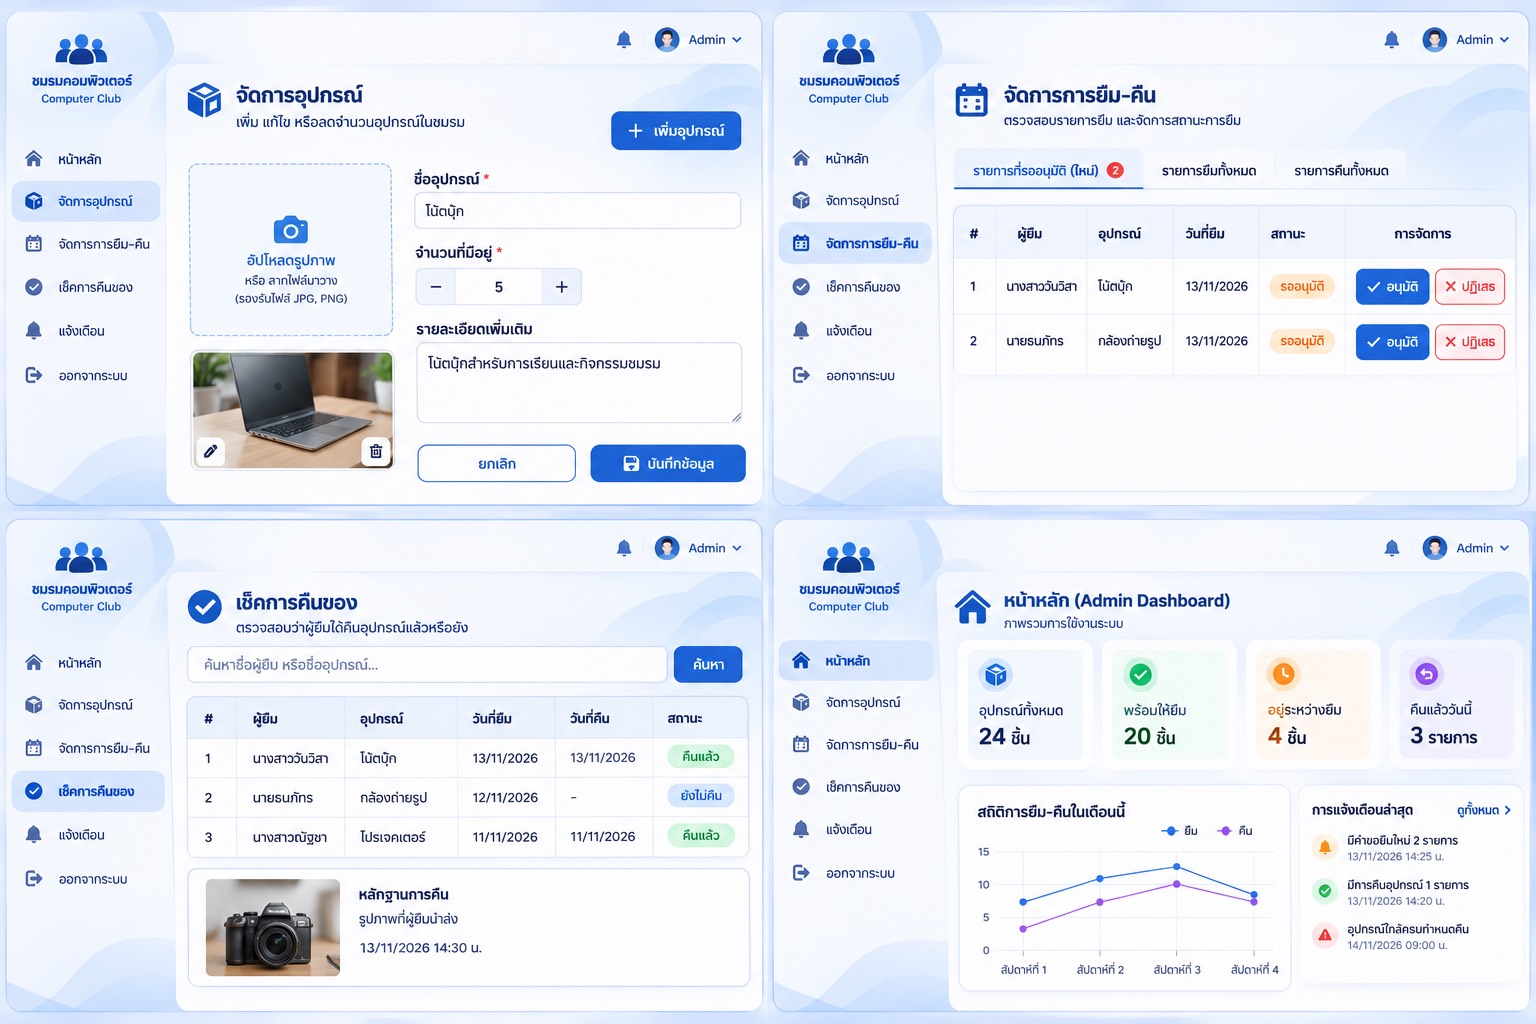 ชมรมคอมพิวเตอร์
Computer Club
หน้าหลัก
จัดการอุปกรณ์
จัดการการยืม-คืน
เช็คการคืนของ
แจ้งเตือน
ออกจากระบบ
Admin
จัดการอุปกรณ์
เพิ่ม แก้ไข หรือลดจำนวนอุปกรณ์ในชมรม
+ เพิ่มอุปกรณ์
อัปโหลดรูปภาพ
หรือ ลากไฟล์มาวาง
(รองรับไฟล์ JPG, PNG)
ชื่ออุปกรณ์ *
โน้ตบุ๊ก
จำนวนที่มีอยู่ *
− 5 +
รายละเอียดเพิ่มเติม
โน้ตบุ๊กสำหรับการเรียนและกิจกรรมชมรม
ยกเลิก
บันทึกข้อมูล
ชมรมคอมพิวเตอร์
Computer Club
หน้าหลัก
จัดการอุปกรณ์
จัดการการยืม-คืน
เช็คการคืนของ
แจ้งเตือน
ออกจากระบบ
Admin
จัดการการยืม-คืน
ตรวจสอบรายการยืม และจัดการสถานะการยืม
รายการที่รออนุมัติ (ใหม่) 2 รายการยืมทั้งหมด รายการคืนทั้งหมด
# ผู้ยืม อุปกรณ์ วันที่ยืม สถานะ การจัดการ
1 นางสาววันวิสา โน้ตบุ๊ก 13/11/2026 รออนุมัติ อนุมัติ ปฏิเสธ
2 นายธนภัทร กล้องถ่ายรูป 13/11/2026 รออนุมัติ อนุมัติ ปฏิเสธ
ชมรมคอมพิวเตอร์
Computer Club
หน้าหลัก
จัดการอุปกรณ์
จัดการการยืม-คืน
เช็คการคืนของ
แจ้งเตือน
ออกจากระบบ
Admin
เช็คการคืนของ
ตรวจสอบว่าผู้ยืมได้คืนอุปกรณ์แล้วหรือยัง
ค้นหาชื่อผู้ยืม หรือชื่ออุปกรณ์... ค้นหา
# ผู้ยืม อุปกรณ์ วันที่ยืม วันที่คืน สถานะ
1 นางสาววันวิสา โน้ตบุ๊ก 13/11/2026 13/11/2026 คืนแล้ว
2 นายธนภัทร กล้องถ่ายรูป 12/11/2026 - ยังไม่คืน
3 นางสาวณัฐชา โปรเจคเตอร์ 11/11/2026 11/11/2026 คืนแล้ว
หลักฐานการคืน
รูปภาพที่ผู้ยืมนำส่ง
13/11/2026 14:30 น.
ชมรมคอมพิวเตอร์
Computer Club
หน้าหลัก
จัดการอุปกรณ์
จัดการการยืม-คืน
เช็คการคืนของ
แจ้งเตือน
ออกจากระบบ
Admin
หน้าหลัก (Admin Dashboard)
ภาพรวมการใช้งานระบบ
อุปกรณ์ทั้งหมด
24 ชิ้น
พร้อมให้ยืม
20 ชิ้น
อยู่ระหว่างยืม
4 ชิ้น
คืนแล้ววันนี้
3 รายการ
สถิติการยืม-คืนในเดือนนี้
ยืม คืน
15
10
5
0
สัปดาห์ที่ 1 สัปดาห์ที่ 2 สัปดาห์ที่ 3 สัปดาห์ที่ 4
การแจ้งเตือนล่าสุด ดูทั้งหมด
มีคำขอยืมใหม่ 2 รายการ
13/11/2026 14:25 น.
มีการคืนอุปกรณ์ 1 รายการ
13/11/2026 14:20 น.
อุปกรณ์ใกล้ครบกำหนดคืน
14/11/2026 09:00 น.